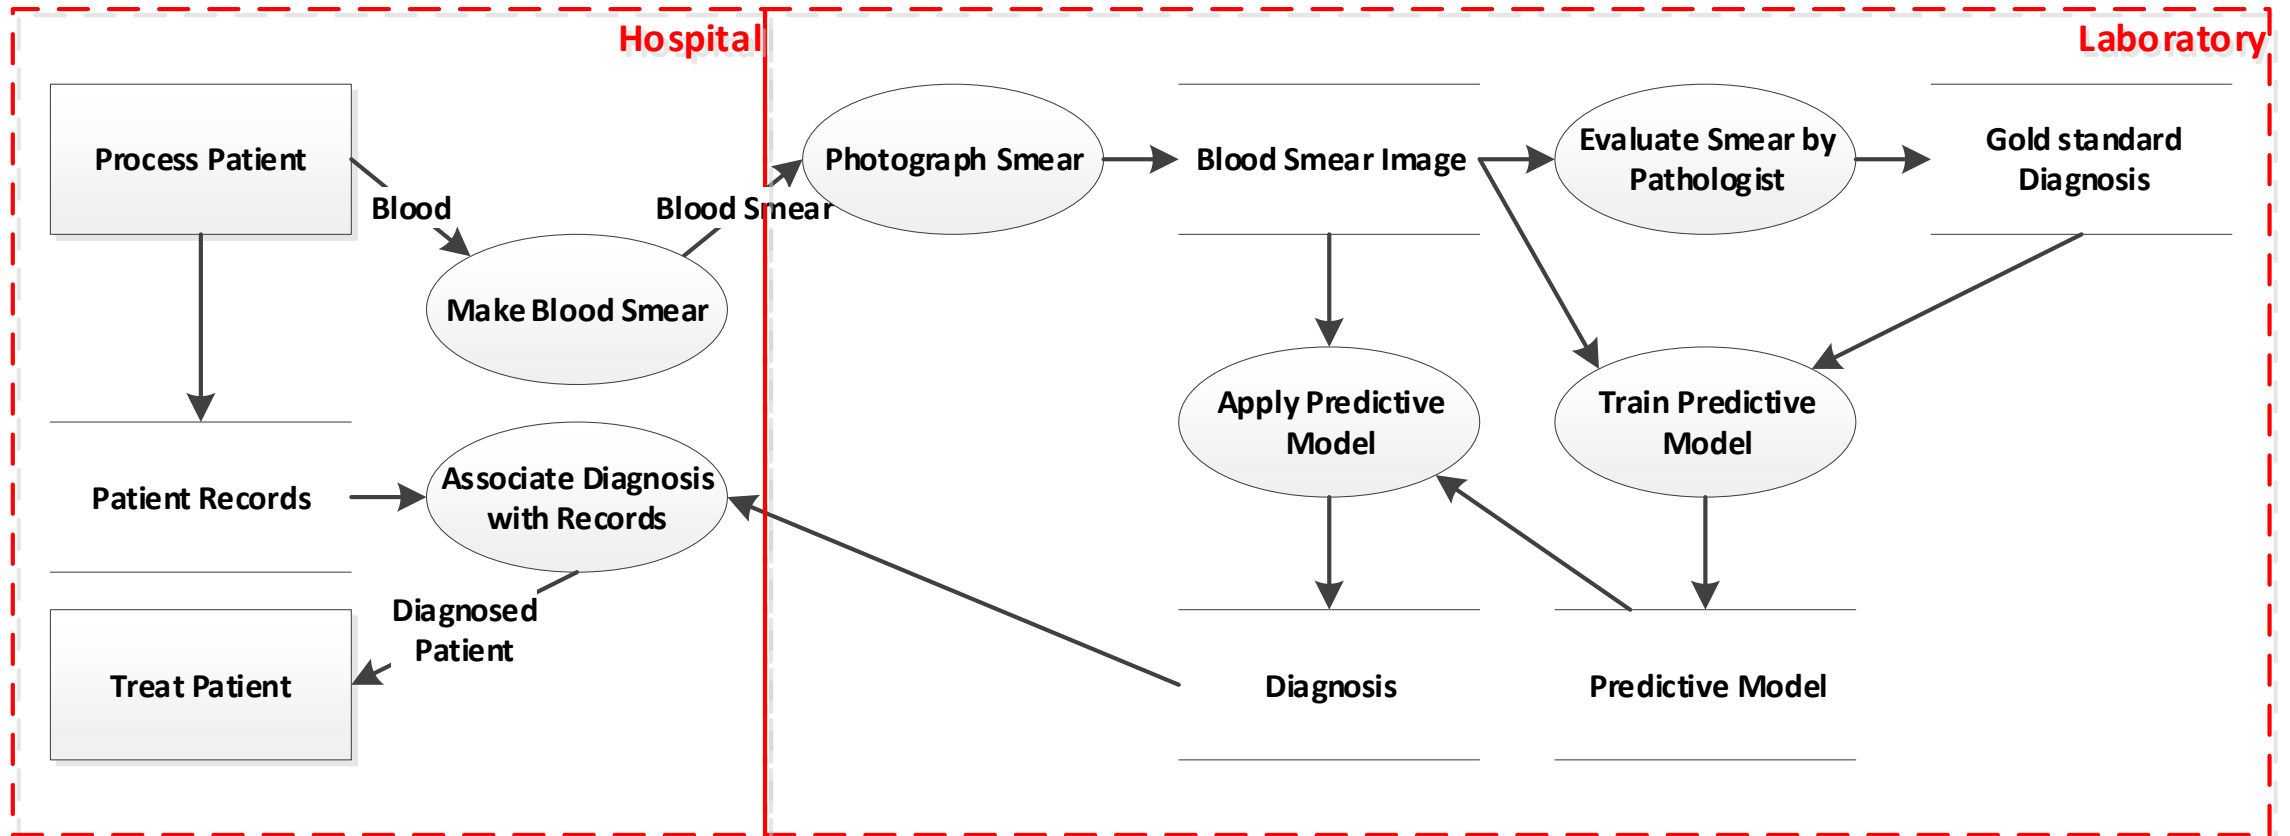 Hospital
Laboratory
Process Patient
Blood
Blood Smear
Make Blood Smear
Patient Records
Associate Diagnosis
with Records
Diagnosed
Patient
Treat Patient
Photograph Smear
Blood Smear Image
Evaluate Smear by
Pathologist
Gold standard
Diagnosis
Apply Predictive
Model
Train Predictive
Model
Diagnosis
Predictive Model